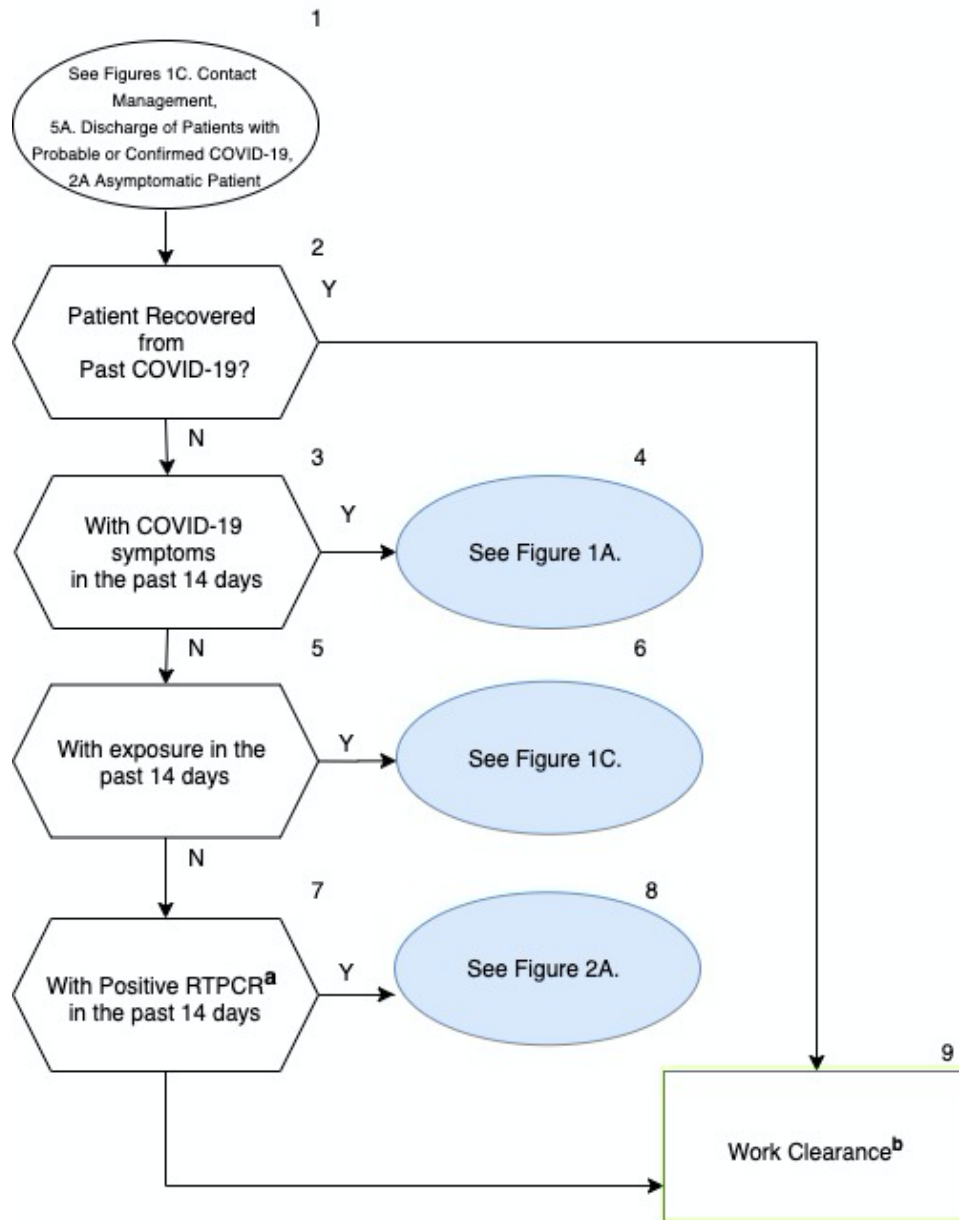 1
See Figures 1C. Contact
Management,
5A. Discharge of Patients with
Probable or Confirmed COVID-19,
2A Asymptomatic Patient
2
Y
Patient Recovered
from
Past COVID-19?
N
3
4
With COVID-19
symptoms
in the past 14 days
Y
See Figure 1A.
N
5
6
With exposure in the
past 14 days
Y
See Figure 1C.
N
7
8
With Positive RTPCRa
in the past 14 days
Y
See Figure 2A.
9
Work Clearanceb